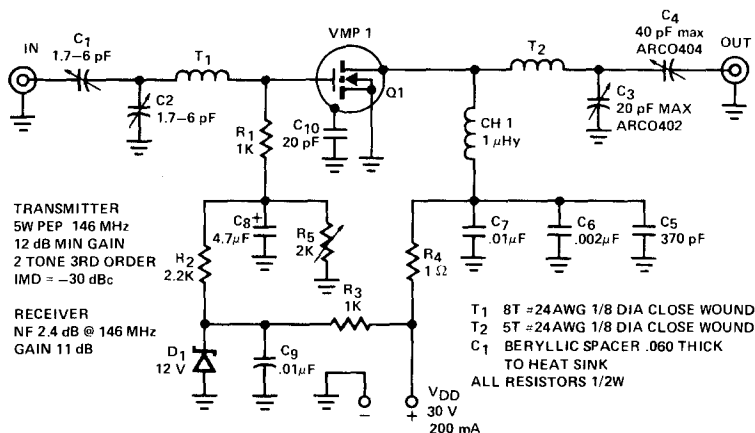 IN
C1
1.7–6 pF
C2
1.7–6 pF
T1
VMP 1
Q1
C10
20 pF
R1
1K
T2
C4
40 pF max
ARCO404
OUT
C3
20 pF MAX
ARCO402
CH 1
1 μHy
TRANSMITTER
5W PEP 146 MHz
12 dB MIN GAIN
2 TONE 3RD ORDER
IMD = –30 dBc
RECEIVER
NF 2.4 dB @ 146 MHz
GAIN 11 dB
R2
2.2K
C8
4.7μF
+
R5
2K
R3
1K
R4
1 Ω
C7
.01μF
C6
.002μF
C5
370 pF
D1
12 V
C9
.01μF
–
+
VDD
30 V
200 mA
T1 8T #24AWG 1/8 DIA CLOSE WOUND
T2 5T #24AWG 1/8 DIA CLOSE WOUND
C1 BERYLLIC SPACER .060 THICK
TO HEAT SINK
ALL RESISTORS 1/2W